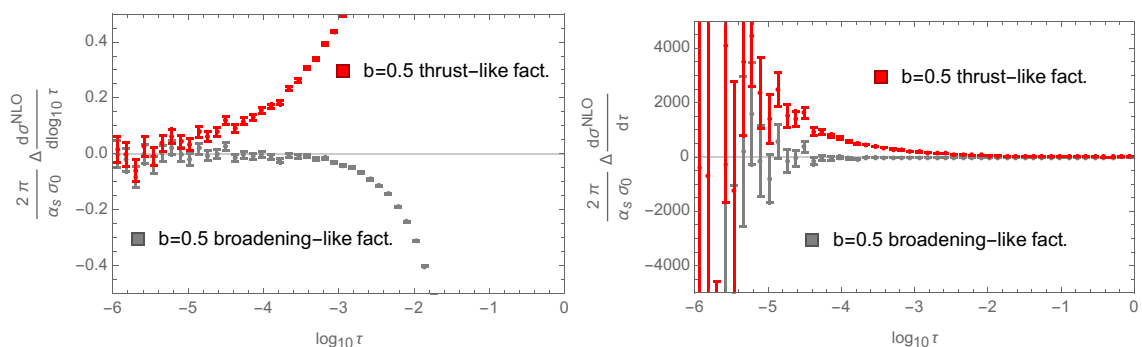 0.4
0.2
0.0
−0.2
−0.4
−6
−5
−4
−3
−2
−1
0
log10 τ
2 π
αs σ0
Δ
dσNLO
dlog10 τ
b=0.5 thrust−like fact.
b=0.5 broadening−like fact.
4000
2000
0
−2000
−4000
−6
−5
−4
−3
−2
−1
0
log10 τ
2 π
αs σ0
Δ
dσNLO
dτ
b=0.5 thrust−like fact.
b=0.5 broadening−like fact.